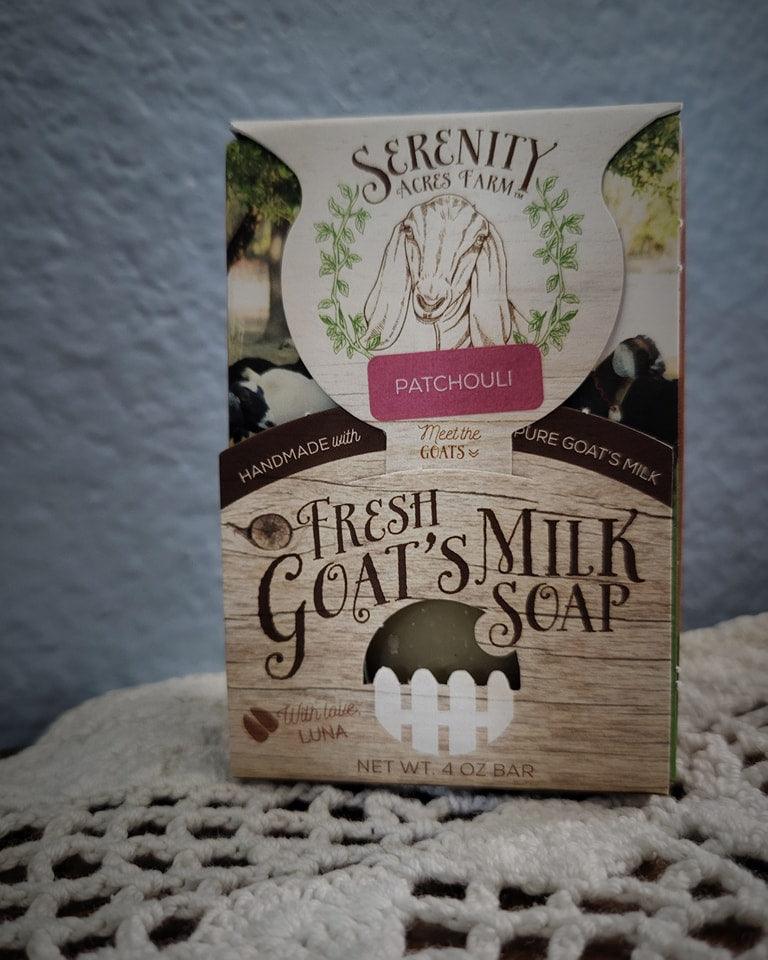 SERENITY
ACRES FARM™
PATCHOULI
Meet the
GOATS
HANDMADE with
PURE GOAT'S MILK
FRESH
GOAT'S MILK
SOAP
With love,
LUNA
NET WT. 4 OZ BAR